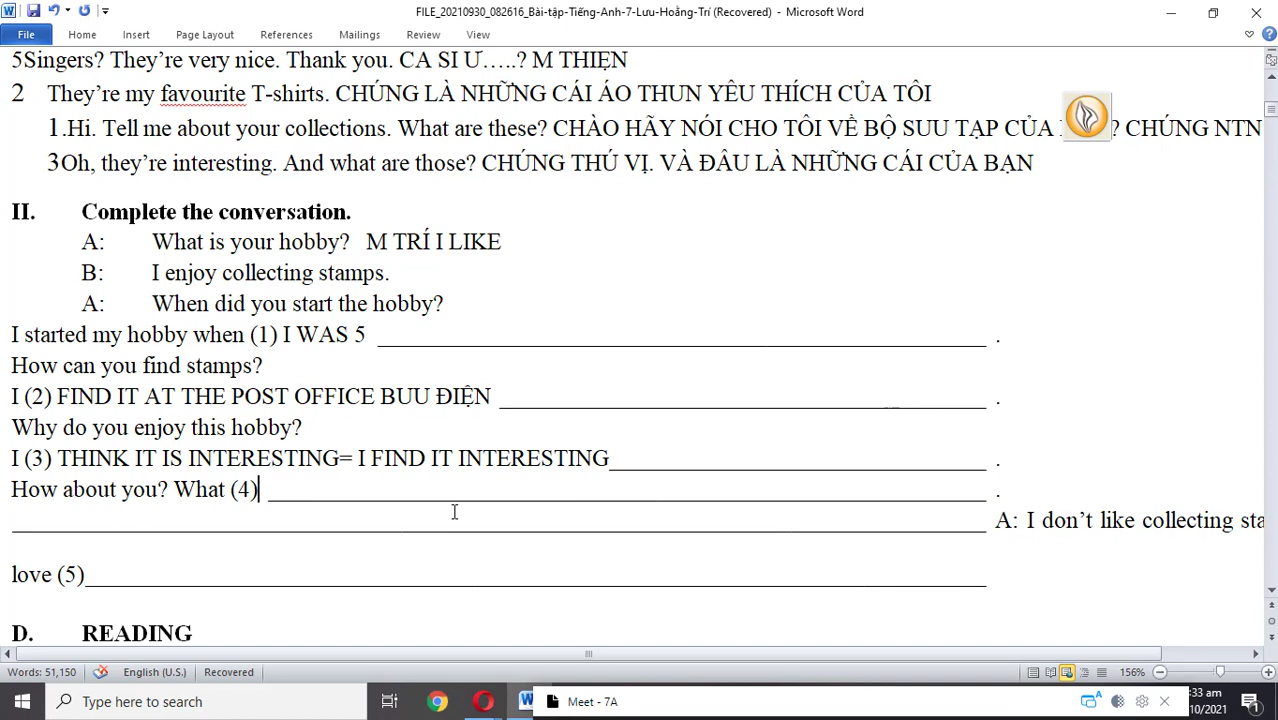 FILE_20210930_082616_Bài-tập-Tiếng-Anh-7-Lưu-Hoằng-Trí (Recovered) - Microsoft Word
File Home Insert Page Layout References Mailings Review View
5Singers? They're very nice. Thank you. CA SI Ư…..? M THIỆN
2 They're my favourite T-shirts. CHÚNG LÀ NHỮNG CÁI ÁO THUN YÊU THÍCH CỦA TÔI
1.Hi. Tell me about your collections. What are these? CHÀO HÃY NÓI CHO TÔI VỀ BỘ SƯU TẠP CỦA ? CHÚNG NTN
3Oh, they're interesting. And what are those? CHÚNG THÚ VỊ. VÀ ĐÂU LÀ NHỮNG CÁI CỦA BẠN
II. Complete the conversation.
A: What is your hobby? M TRÍ I LIKE
B: I enjoy collecting stamps.
A: When did you start the hobby?
I started my hobby when (1) I WAS 5 .
How can you find stamps?
I (2) FIND IT AT THE POST OFFICE BƯU ĐIỆN .
Why do you enjoy this hobby?
I (3) THINK IT IS INTERESTING= I FIND IT INTERESTING .
How about you? What (4) .
A: I don't like collecting sta
love (5)
D. READING
Words: 51,150 English (U.S.) Recovered 156%
Type here to search Meet - 7A :33 am
/10/2021 1